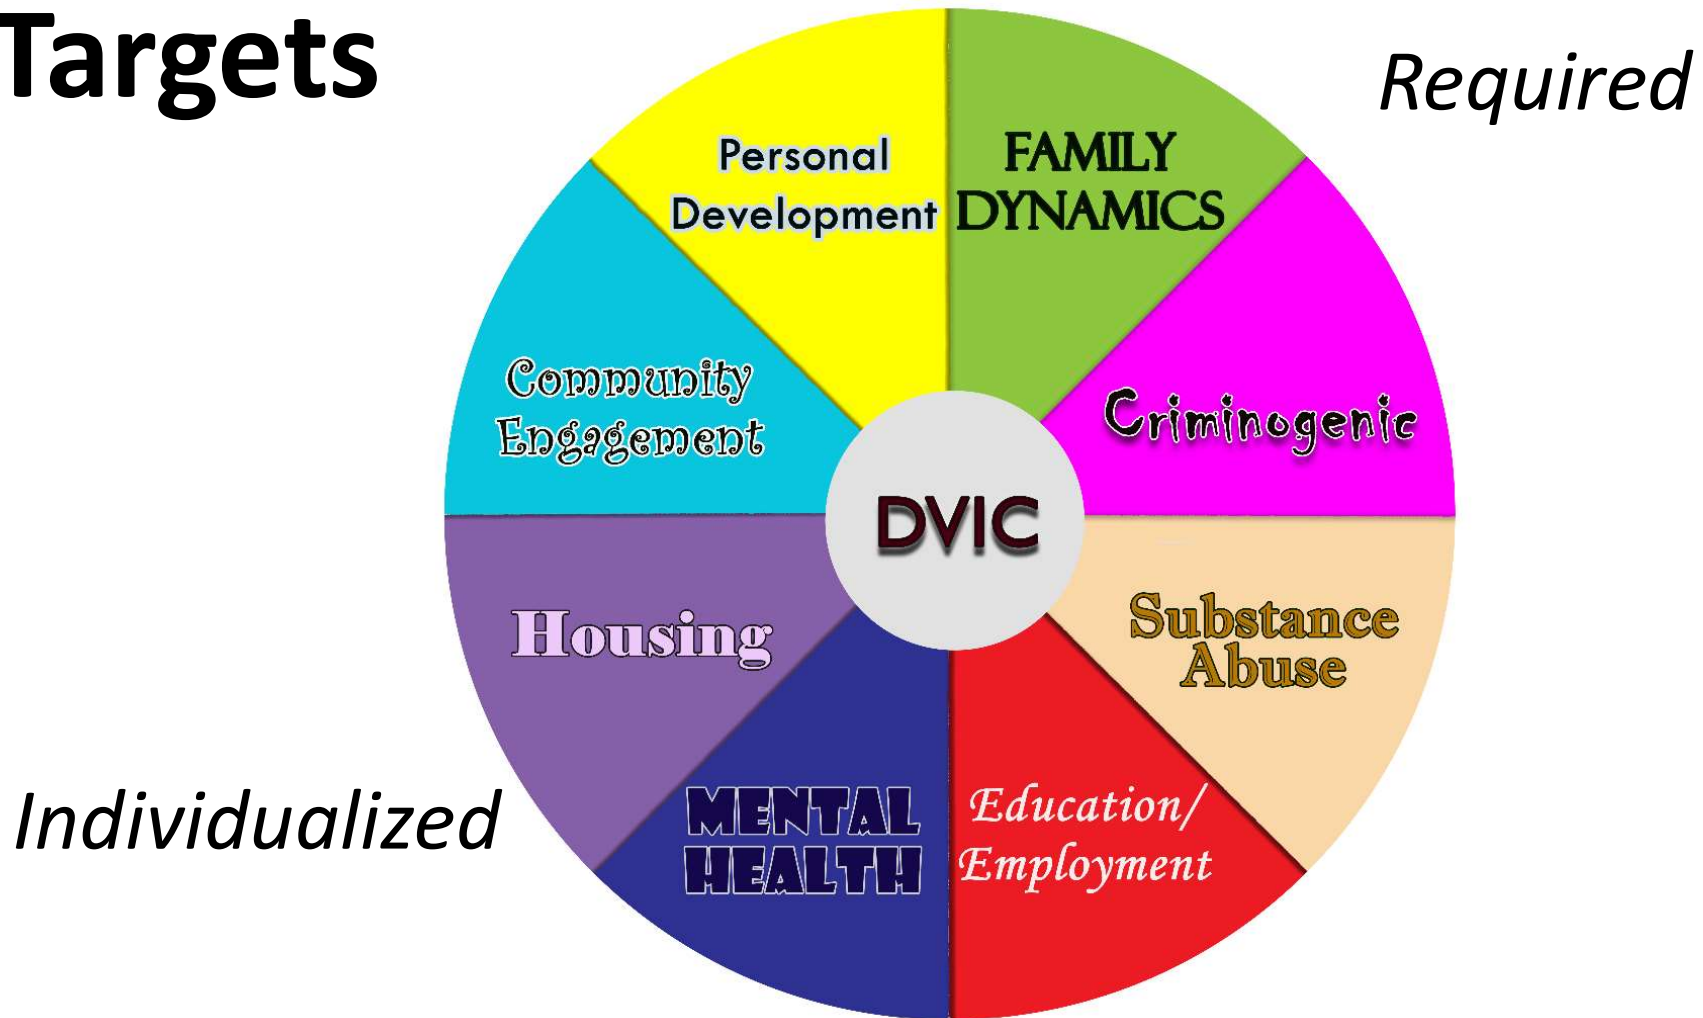 Targets
Required
Personal
Development
FAMILY
DYNAMICS
Community
Engagement
Criminogenic
DVIC
Housing
Substance
Abuse
Individualized
MENTAL
HEALTH
Education/
Employment